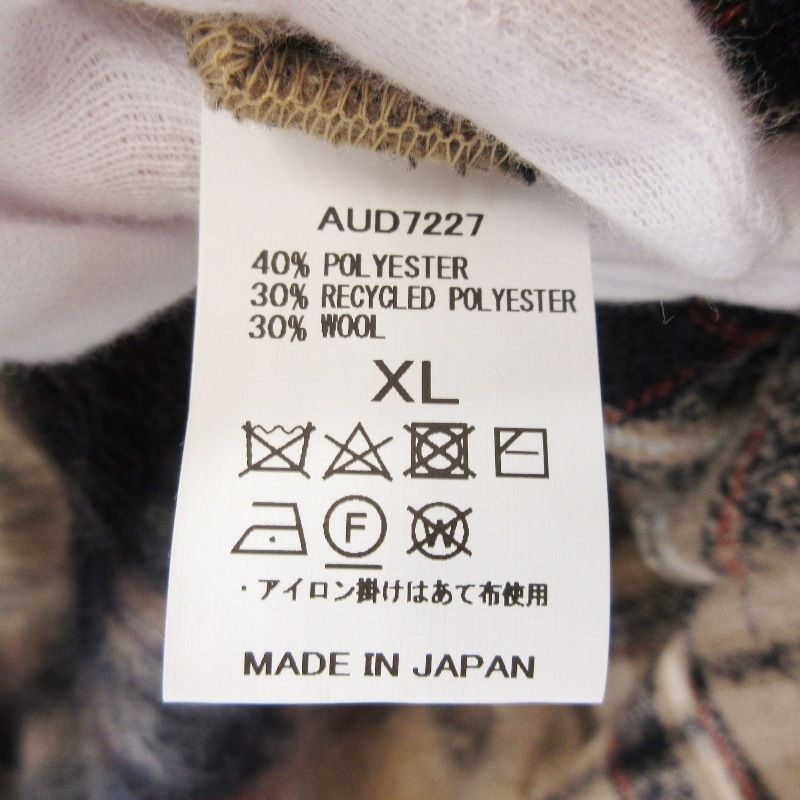 AUD7227
40% POLYESTER
30% RECYCLED POLYESTER
30% WOOL
XL
F W
・アイロン掛けはあて布使用
MADE IN JAPAN